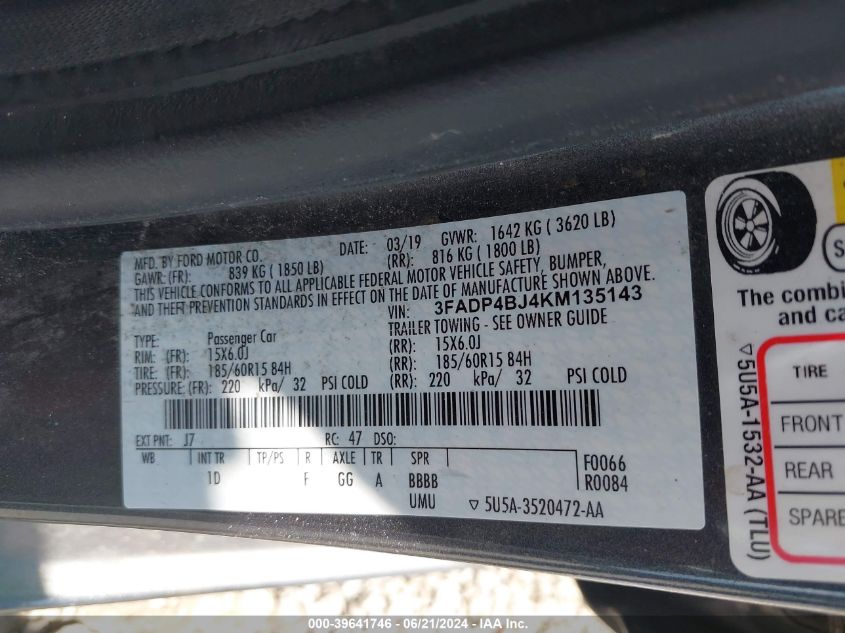 MFD. BY FORD MOTOR CO. DATE: 03/19 GVWR: 1642 KG ( 3620 LB)
GAWR: (FR): 839 KG ( 1850 LB) (RR): 816 KG ( 1800 LB)
THIS VEHICLE CONFORMS TO ALL APPLICABLE FEDERAL MOTOR VEHICLE SAFETY, BUMPER,
AND THEFT PREVENTION STANDARDS IN EFFECT ON THE DATE OF MANUFACTURE SHOWN ABOVE.
VIN: 3FADP4BJ4KM135143
TRAILER TOWING - SEE OWNER GUIDE
TYPE: Passenger Car
RIM: (FR): 15X6.0J (RR): 15X6.0J
TIRE: (FR): 185/60R15 84H (RR): 185/60R15 84H
PRESSURE: (FR): 220 kPa/ 32 PSI COLD (RR): 220 kPa/ 32 PSI COLD
EXT PNT: J7 RC: 47 DSO:
WB INT TR TP/PS R AXLE TR SPR F0066
1D F GG A BBBB R0084
UMU ▽ 5U5A-3520472-AA
The combi
and ca
TIRE
FRONT
REAR
SPARE
▽ 5U5A-1532-AA (TLU)
000-39641746 - 06/21/2024 - IAAI Inc.